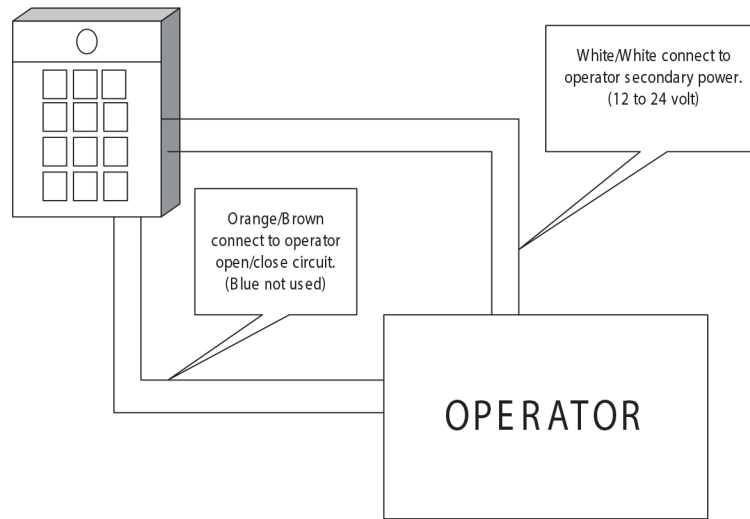 White/White connect to
operator secondary power.
(12 to 24 volt)
Orange/Brown
connect to operator
open/close circuit.
(Blue not used)
OPERATOR